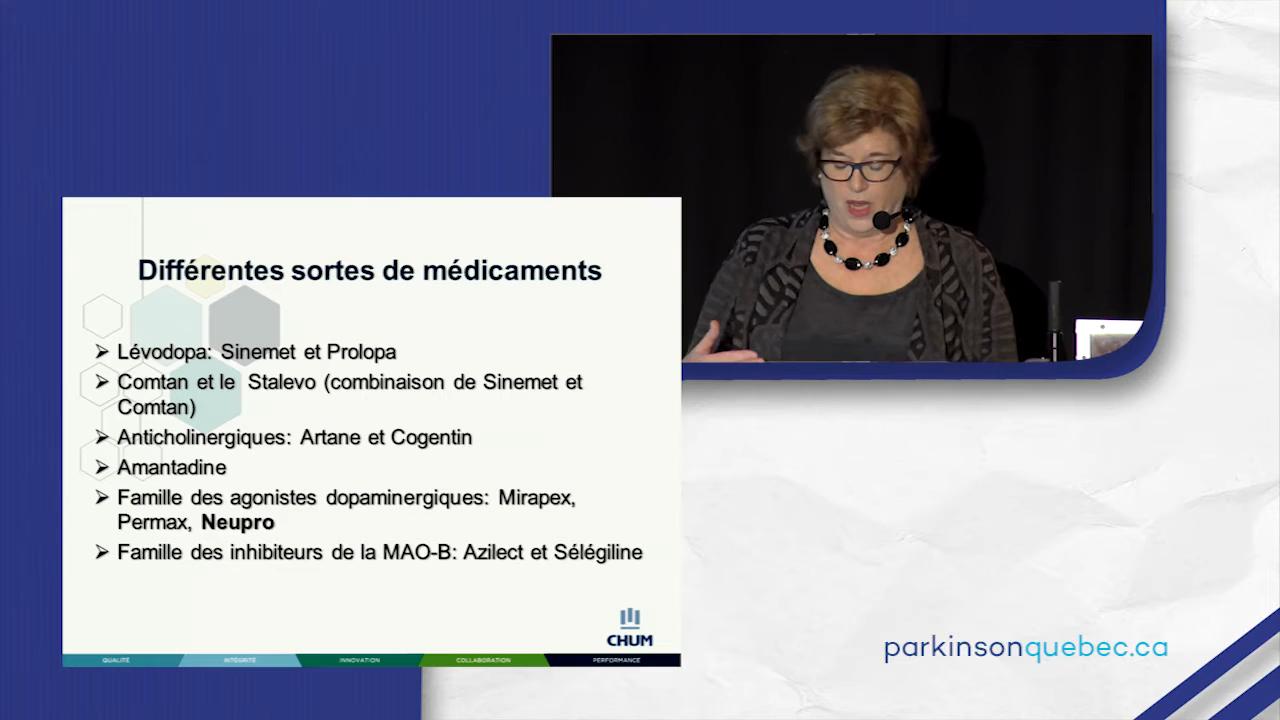 Différentes sortes de médicaments
➢ Lévodopa: Sinemet et Prolopa
➢ Comtan et le Stalevo (combinaison de Sinemet et
Comtan)
➢ Anticholinergiques: Artane et Cogentin
➢ Amantadine
➢ Famille des agonistes dopaminergiques: Mirapex,
Permax, Neupro
➢ Famille des inhibiteurs de la MAO-B: Azilect et Sélégiline
CHUM
QUALITÉ INTÉGRITÉ INNOVATION COLLABORATION PERFORMANCE
parkinsonquebec.ca